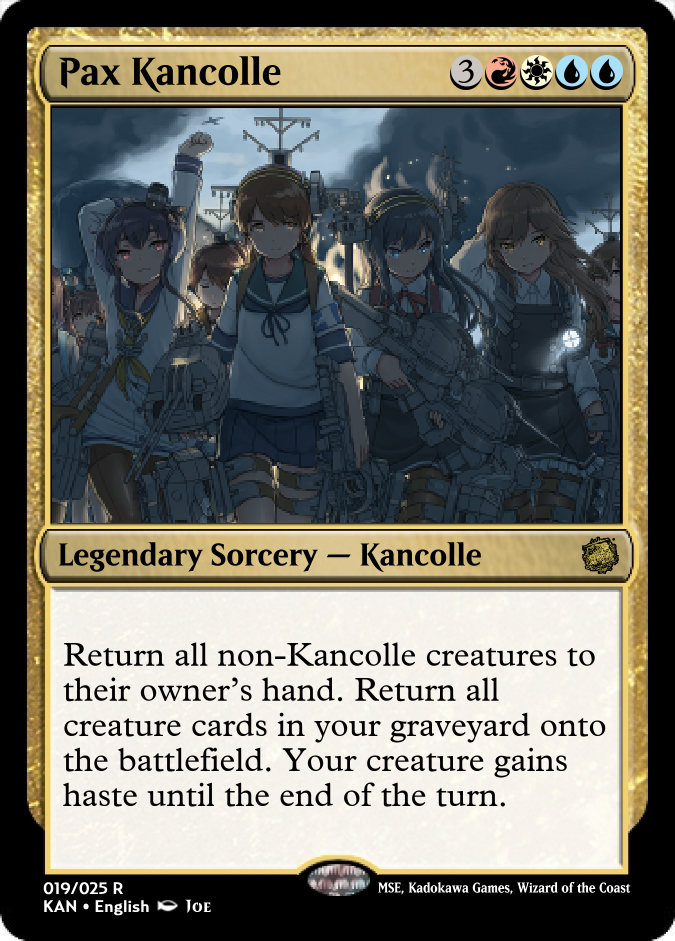 Pax Kancolle 3
Legendary Sorcery — Kancolle
Return all non-Kancolle creatures to
their owner's hand. Return all
creature cards in your graveyard onto
the battlefield. Your creature gains
haste until the end of the turn.
019/025 R
KAN • English JOE
MSE, Kadokawa Games, Wizard of the Coast